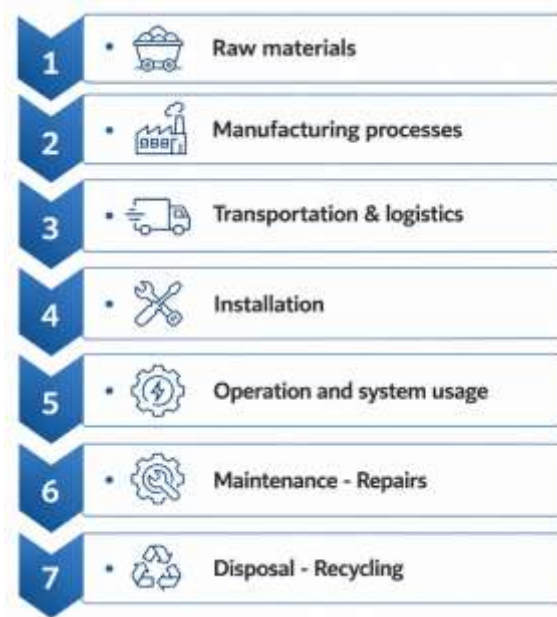 1 • Raw materials
2 • Manufacturing processes
3 • Transportation & logistics
4 • Installation
5 • Operation and system usage
6 • Maintenance - Repairs
7 • Disposal - Recycling